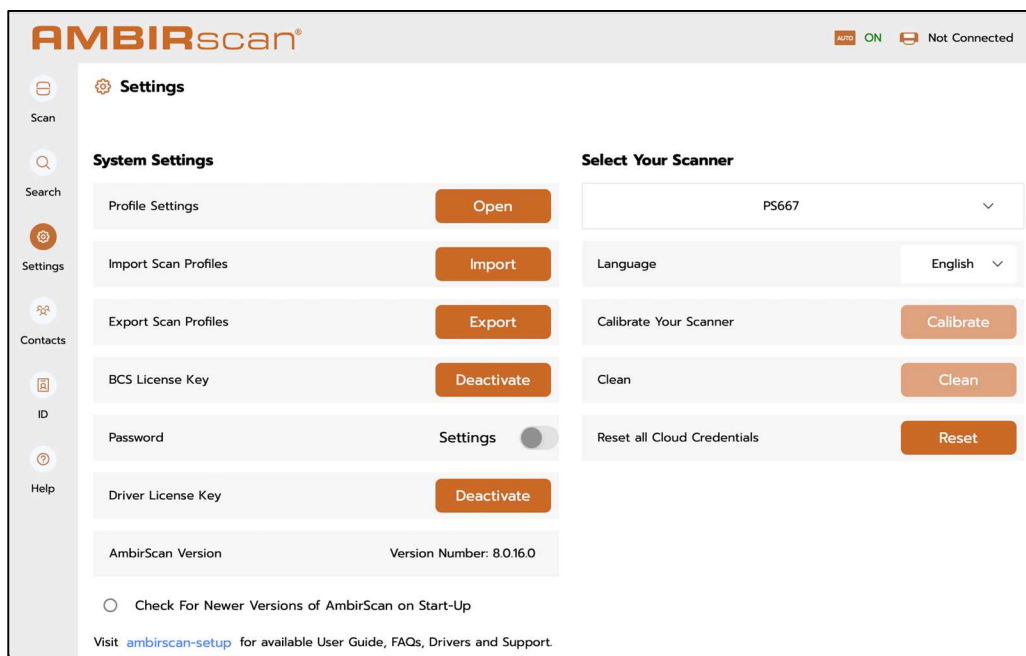 AMBIRscan®
AUTO ON Not Connected
Scan
Search
Settings
Contacts
ID
Help
Settings
System Settings
Profile Settings Open
Import Scan Profiles Import
Export Scan Profiles Export
BCS License Key Deactivate
Password Settings
Driver License Key Deactivate
AmbirScan Version Version Number: 8.0.16.0
Check For Newer Versions of AmbirScan on Start-Up
Visit ambirscan-setup for available User Guide, FAQs, Drivers and Support.
Select Your Scanner
PS667
Language English
Calibrate Your Scanner Calibrate
Clean Clean
Reset all Cloud Credentials Reset